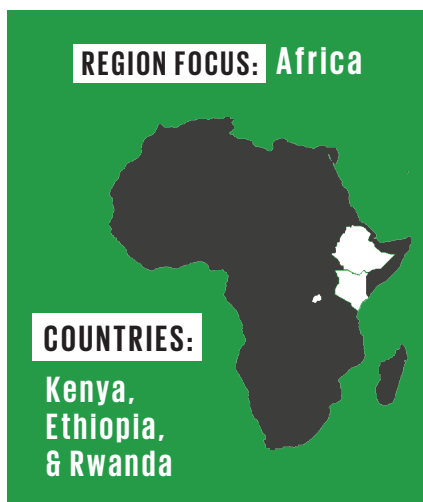 REGION FOCUS: Africa
COUNTRIES:
Kenya,
Ethiopia,
& Rwanda